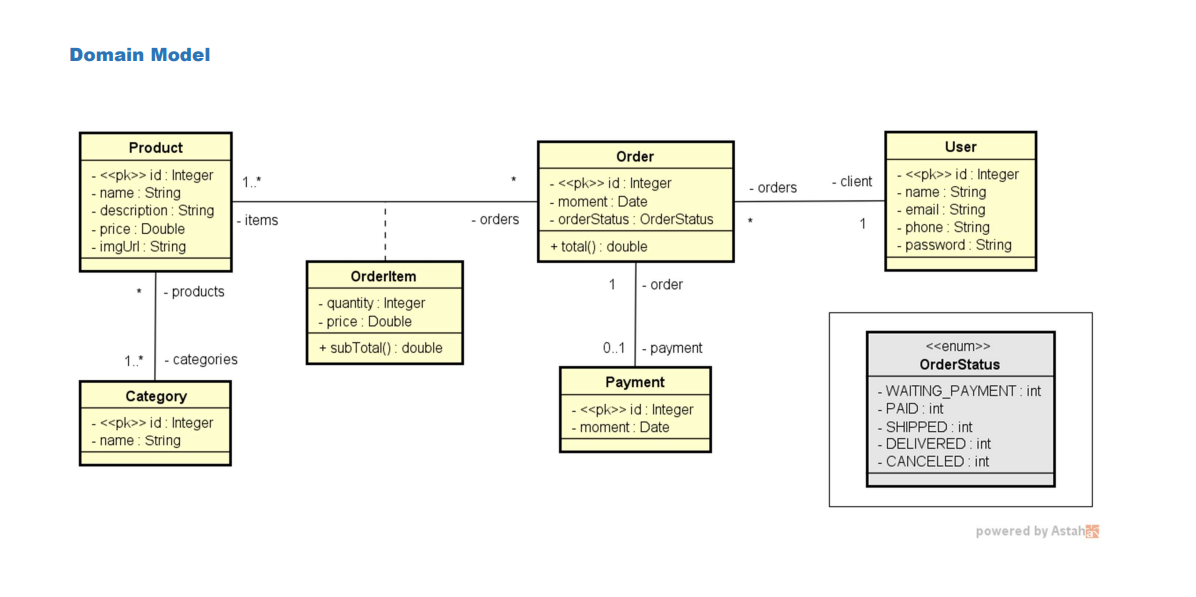 Domain Model
Product
- <<pk>> id : Integer
- name : String
- description : String
- price : Double
- imgUrl : String
1..*
- items
*
- orders
Order
- <<pk>> id : Integer
- moment : Date
- orderStatus : OrderStatus
+ total() : double
- orders
*
- client
1
User
- <<pk>> id : Integer
- name : String
- email : String
- phone : String
- password : String
OrderItem
- quantity : Integer
- price : Double
+ subTotal() : double
* - products
1..* - categories
Category
- <<pk>> id : Integer
- name : String
1 - order
0..1 - payment
Payment
- <<pk>> id : Integer
- moment : Date
<<enum>>
OrderStatus
- WAITING_PAYMENT : int
- PAID : int
- SHIPPED : int
- DELIVERED : int
- CANCELED : int
powered by Astah